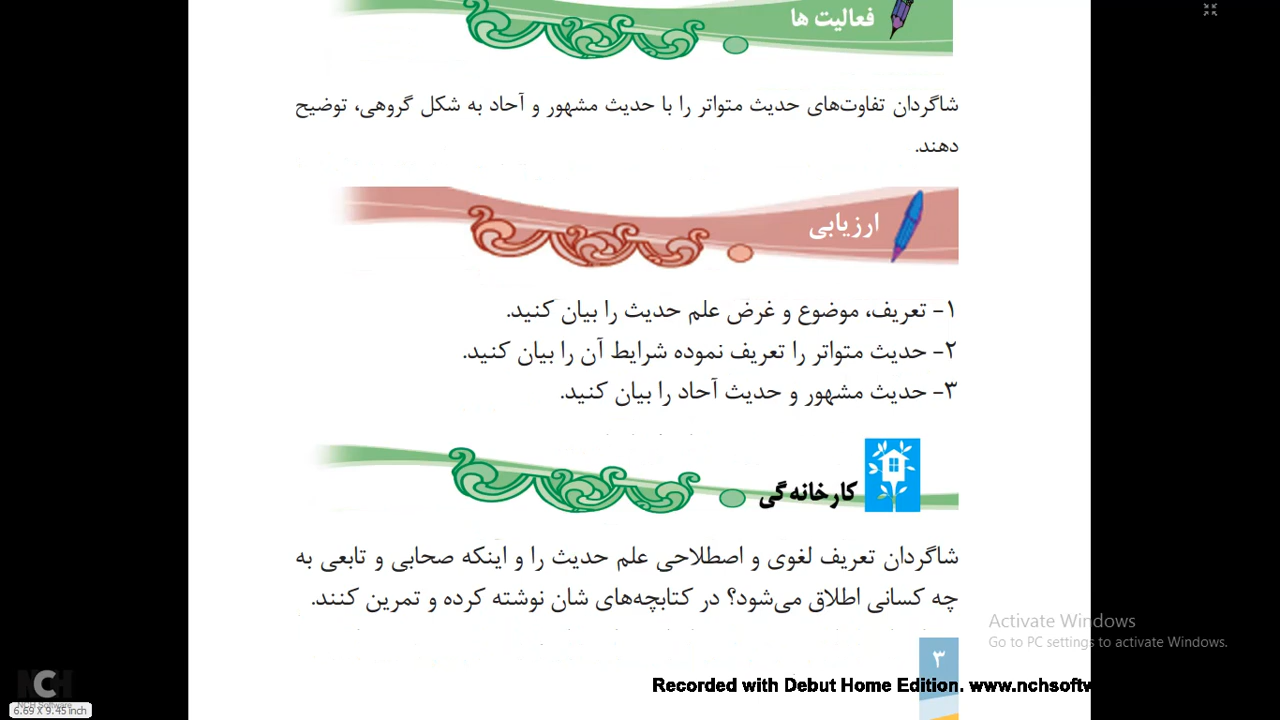 فعالیت ها
شاگردان تفاوت‌های حدیث متواتر را با حدیث مشهور و آحاد به شکل گروهی، توضیح
دهند.
ارزیابی
۱- تعریف، موضوع و غرض علم حدیث را بیان کنید.
۲- حدیث متواتر را تعریف نموده شرایط آن را بیان کنید.
۳- حدیث مشهور و حدیث آحاد را بیان کنید.
کارخانه‌گی
شاگردان تعریف لغوی و اصطلاحی علم حدیث را و اینکه صحابی و تابعی به
چه کسانی اطلاق می‌شود؟ در کتابچه‌های شان نوشته کرده و تمرین کنند.
Activate Windows
Go to PC settings to activate Windows.
۳
Recorded with Debut Home Edition. www.nchsoftw
NCH
NCH Software
6.69 X 9.45 inch